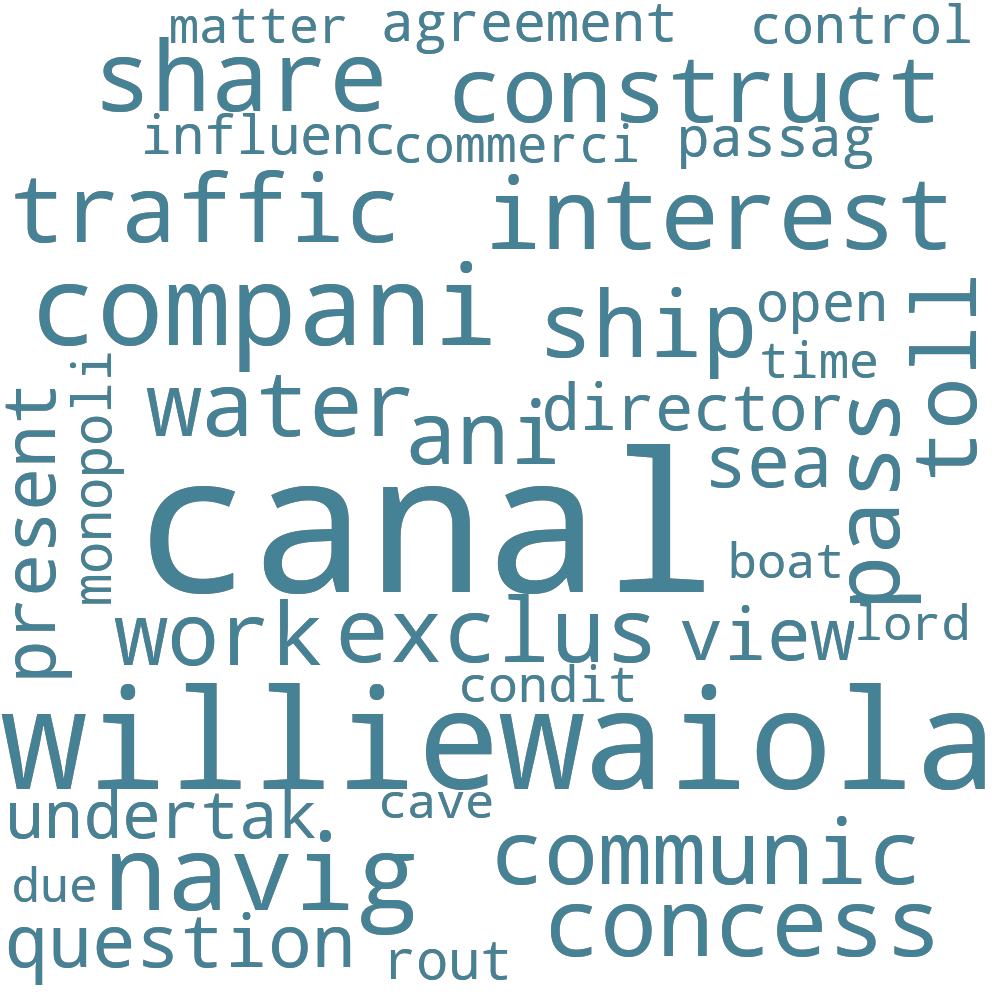 matter agreement control
share construct
influenc commerci passag
traffic interest
compani ship open toll
time
water ani director
present monopoli sea pass
canal
boat
work exclus view lord
condit
williewaiola
undertak cave
navig communic
due
question concess
rout